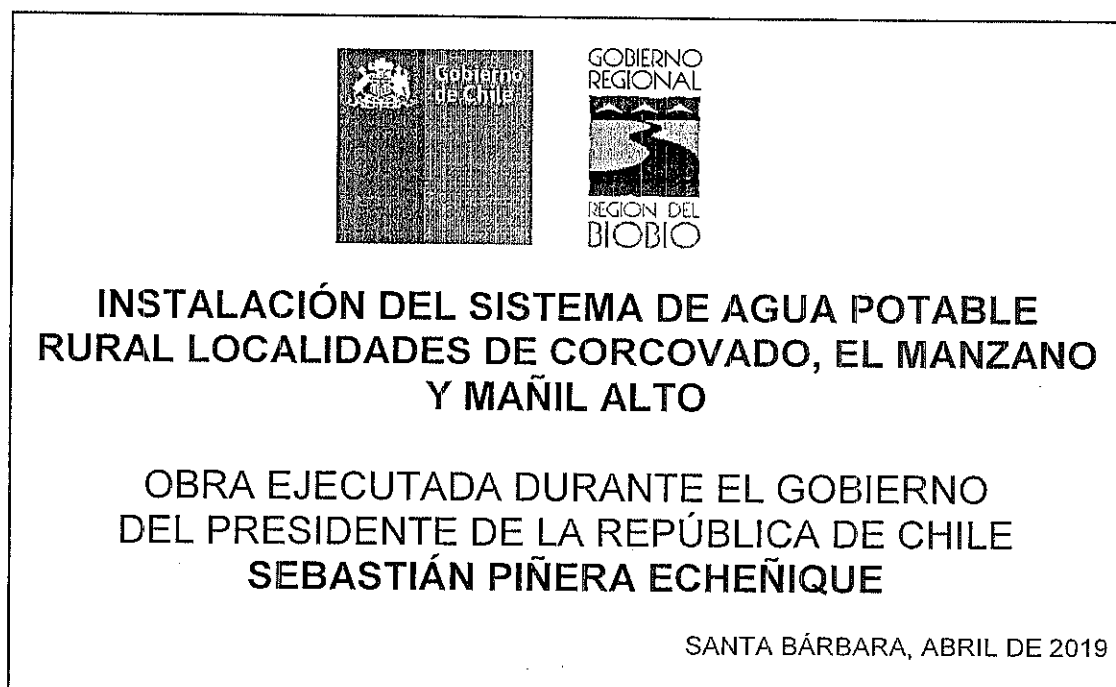 Gobierno
de Chile
GOBIERNO
REGIONAL
REGION DEL
BIOBIO
INSTALACIÓN DEL SISTEMA DE AGUA POTABLE
RURAL LOCALIDADES DE CORCOVADO, EL MANZANO
Y MAÑIL ALTO
OBRA EJECUTADA DURANTE EL GOBIERNO
DEL PRESIDENTE DE LA REPÚBLICA DE CHILE
SEBASTIÁN PIÑERA ECHEÑIQUE
SANTA BÁRBARA, ABRIL DE 2019